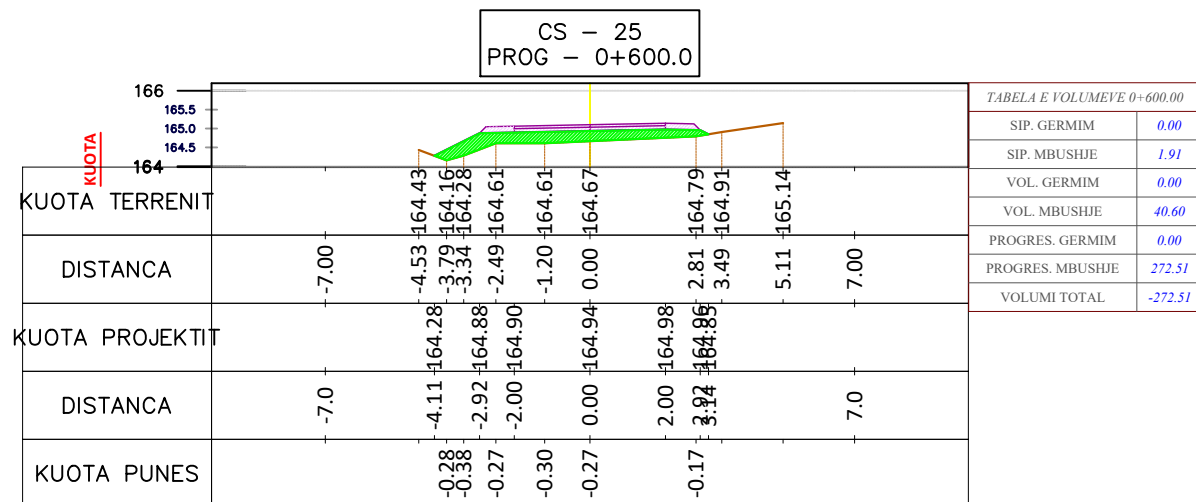 CS - 25
PROG - 0+600.0
166
165.5
165.0
164.5
164
KUOTA
KUOTA TERRENIT
164.43 164.16 164.28 164.61 164.61 164.67 164.79 164.91 165.14
DISTANCA
-7.00 -4.53 -3.79 -3.34 -2.49 -1.20 0.00 2.81 3.49 5.11 7.00
KUOTA PROJEKTIT
164.28 164.88 164.90 164.94 164.98 164.96 164.85
DISTANCA
-7.0 -4.11 -2.92 -2.00 0.00 2.00 2.92 3.14 7.0
KUOTA PUNES
-0.28 -0.38 -0.27 -0.30 -0.27 -0.17
TABELA E VOLUMEVE 0+600.00
SIP. GERMIM 0.00
SIP. MBUSHJE 1.91
VOL. GERMIM 0.00
VOL. MBUSHJE 40.60
PROGRES. GERMIM 0.00
PROGRES. MBUSHJE 272.51
VOLUMI TOTAL -272.51